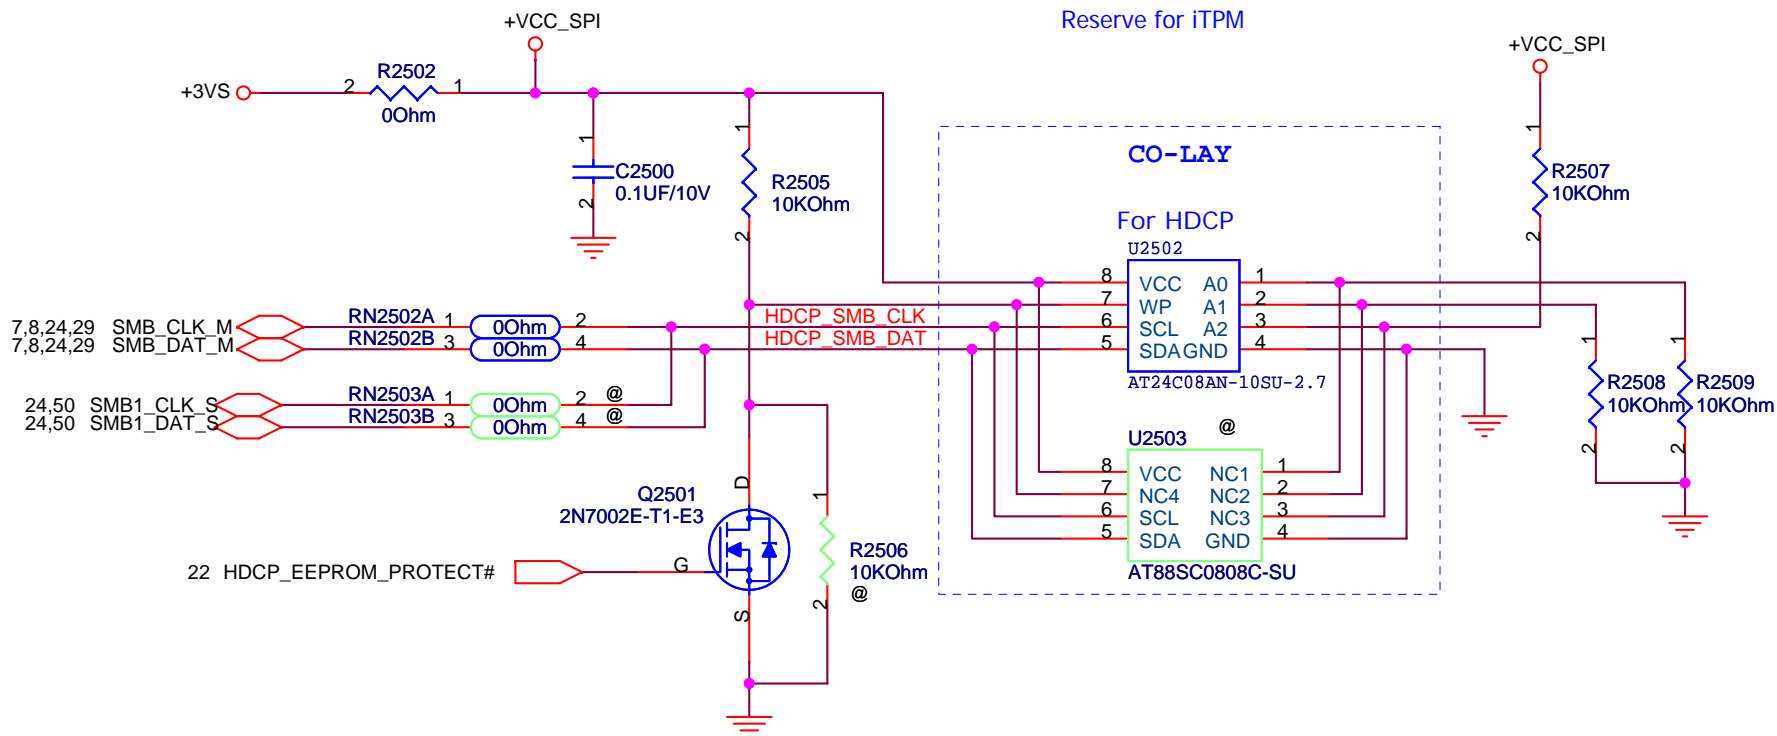 Reserve for iTPM
+VCC_SPI
+VCC_SPI
+3VS
2
R2502
1
0Ohm
1
C2500
0.1UF/10V
2
1
R2505
10KOhm
2
CO-LAY
For HDCP
U2502
8 VCC A0 1
7 WP A1 2
6 SCL A2 3
5 SDA GND 4
AT24C08AN-10SU-2.7
1
R2507
10KOhm
2
7,8,24,29 SMB_CLK_M
RN2502A 1 0Ohm 2
HDCP_SMB_CLK
7,8,24,29 SMB_DAT_M
RN2502B 3 0Ohm 4
HDCP_SMB_DAT
24,50 SMB1_CLK_S
RN2503A 1 0Ohm 2 @
24,50 SMB1_DAT_S
RN2503B 3 0Ohm 4 @
1
R2508
10KOhm
2
1
R2509
10KOhm
2
U2503 @
8 VCC NC1 1
7 NC4 NC2 2
6 SCL NC3 3
5 SDA GND 4
AT88SC0808C-SU
D
Q2501
2N7002E-T1-E3
G
S
1
R2506
10KOhm
@
2
22 HDCP_EEPROM_PROTECT#